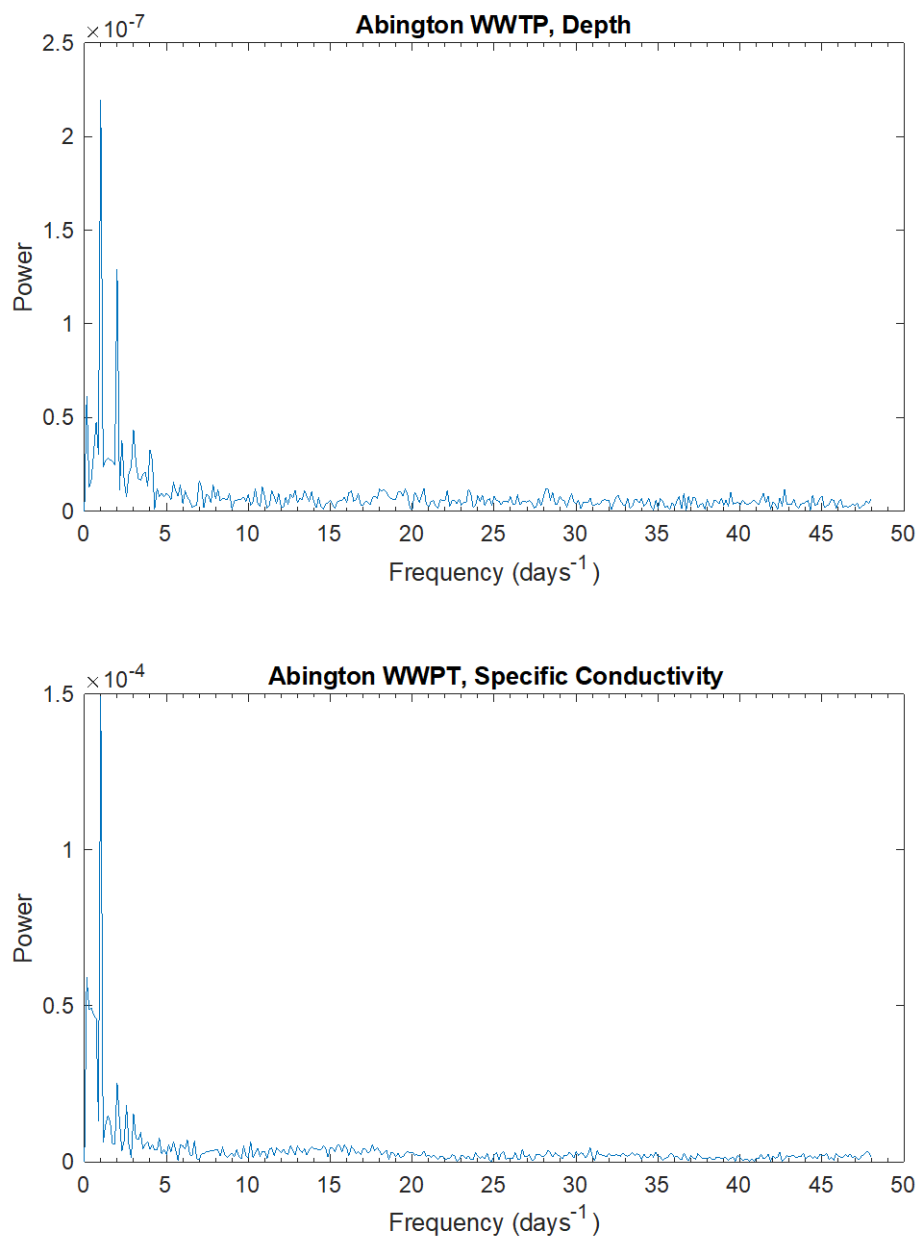 ×10⁻⁷
Abington WWTP, Depth
2.5
2
1.5
1
0.5
0
Power
0 5 10 15 20 25 30 35 40 45 50
Frequency (days⁻¹)
×10⁻⁴
Abington WWPT, Specific Conductivity
1.5
1
0.5
0
Power
0 5 10 15 20 25 30 35 40 45 50
Frequency (days⁻¹)